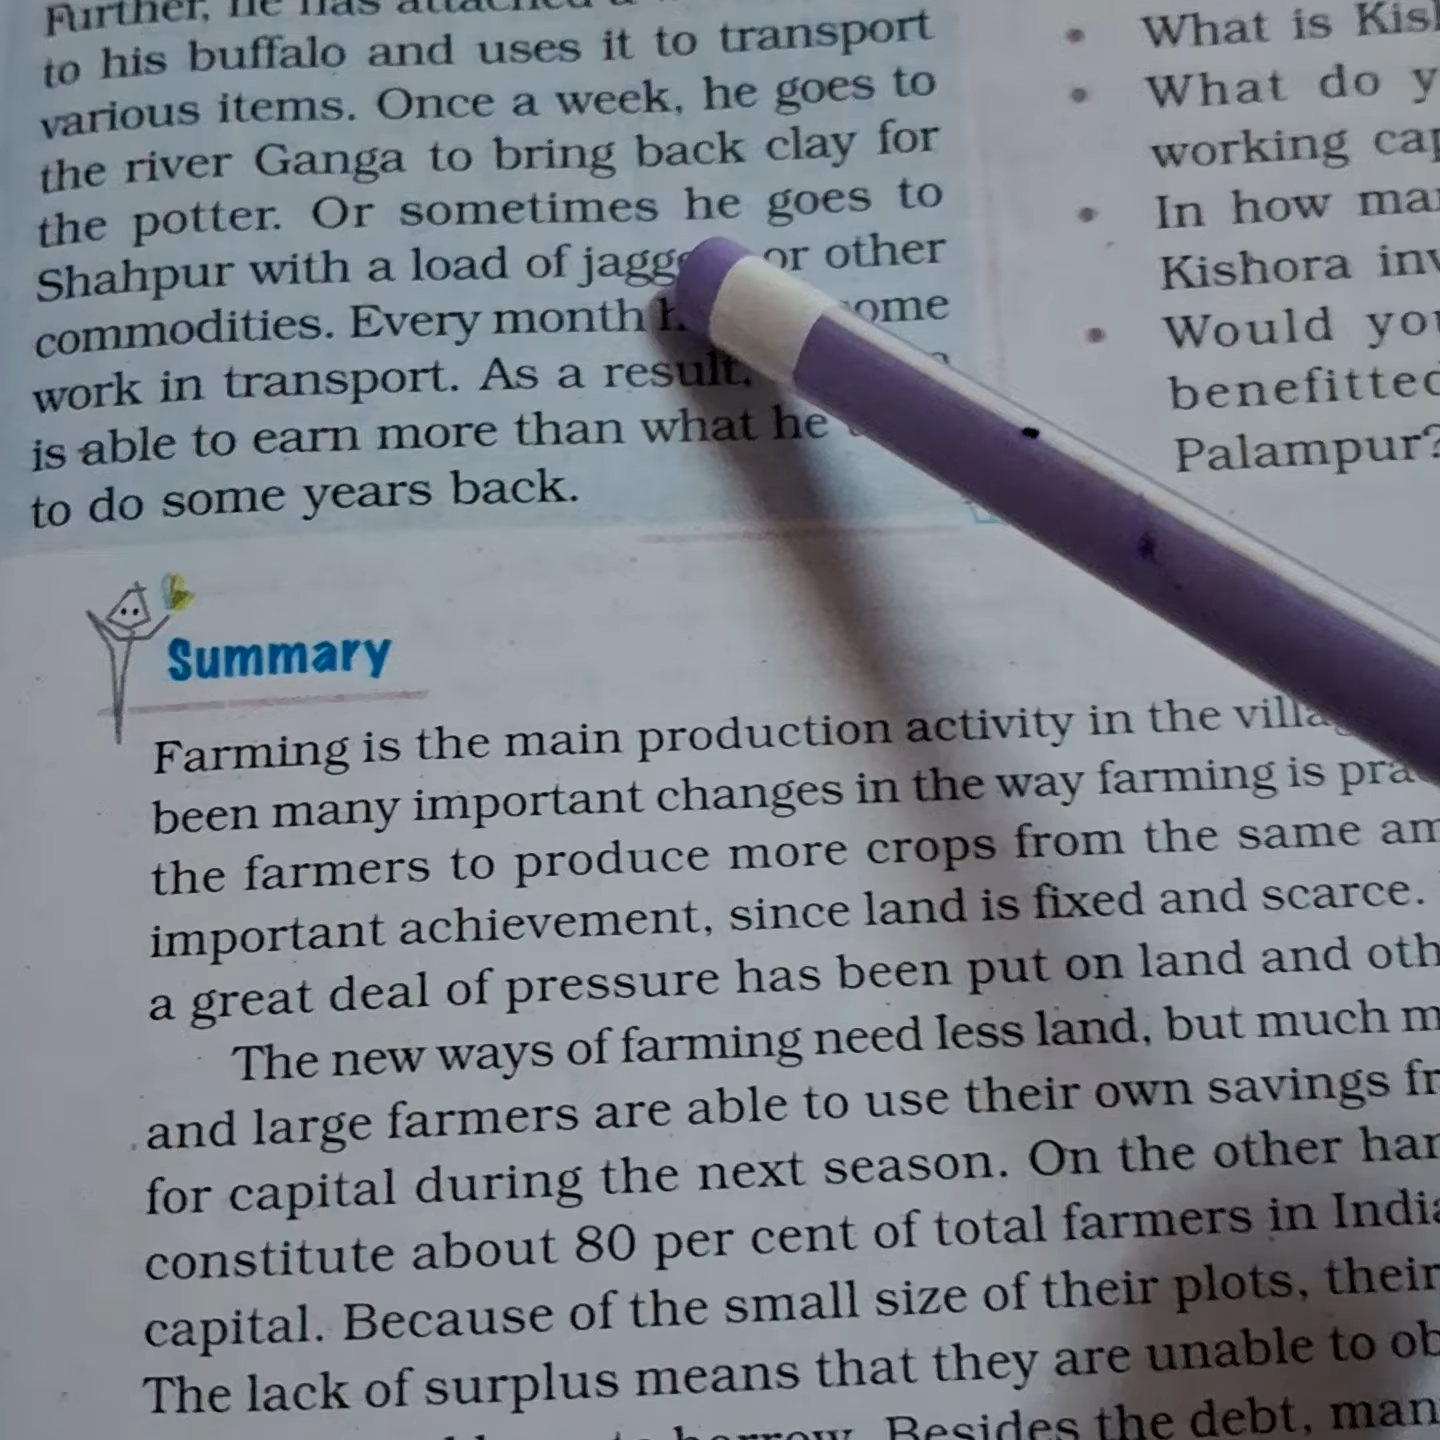 Further, he has attached a
to his buffalo and uses it to transport
various items. Once a week, he goes to
the river Ganga to bring back clay for
the potter. Or sometimes he goes to
Shahpur with a load of or other
commodities. Every month
work in transport. As a result,
is able to earn more than what he
to do some years back.
What is
What do
working
In how
Kishora
Would
Palampur?
Summary
Farming is the main production activity in the
been many important changes in the way farming is
the farmers to produce more crops from the same
important achievement, since land is fixed and scarce.
a great deal of pressure has been put on land and
The new ways of farming need less land, but much
and large farmers are able to use their own savings
for capital during the next season. On the other
constitute about 80 per cent of total farmers in
capital. Because of the small size of their plots, their
The lack of surplus means that they are unable to
borrow. Besides the debt,